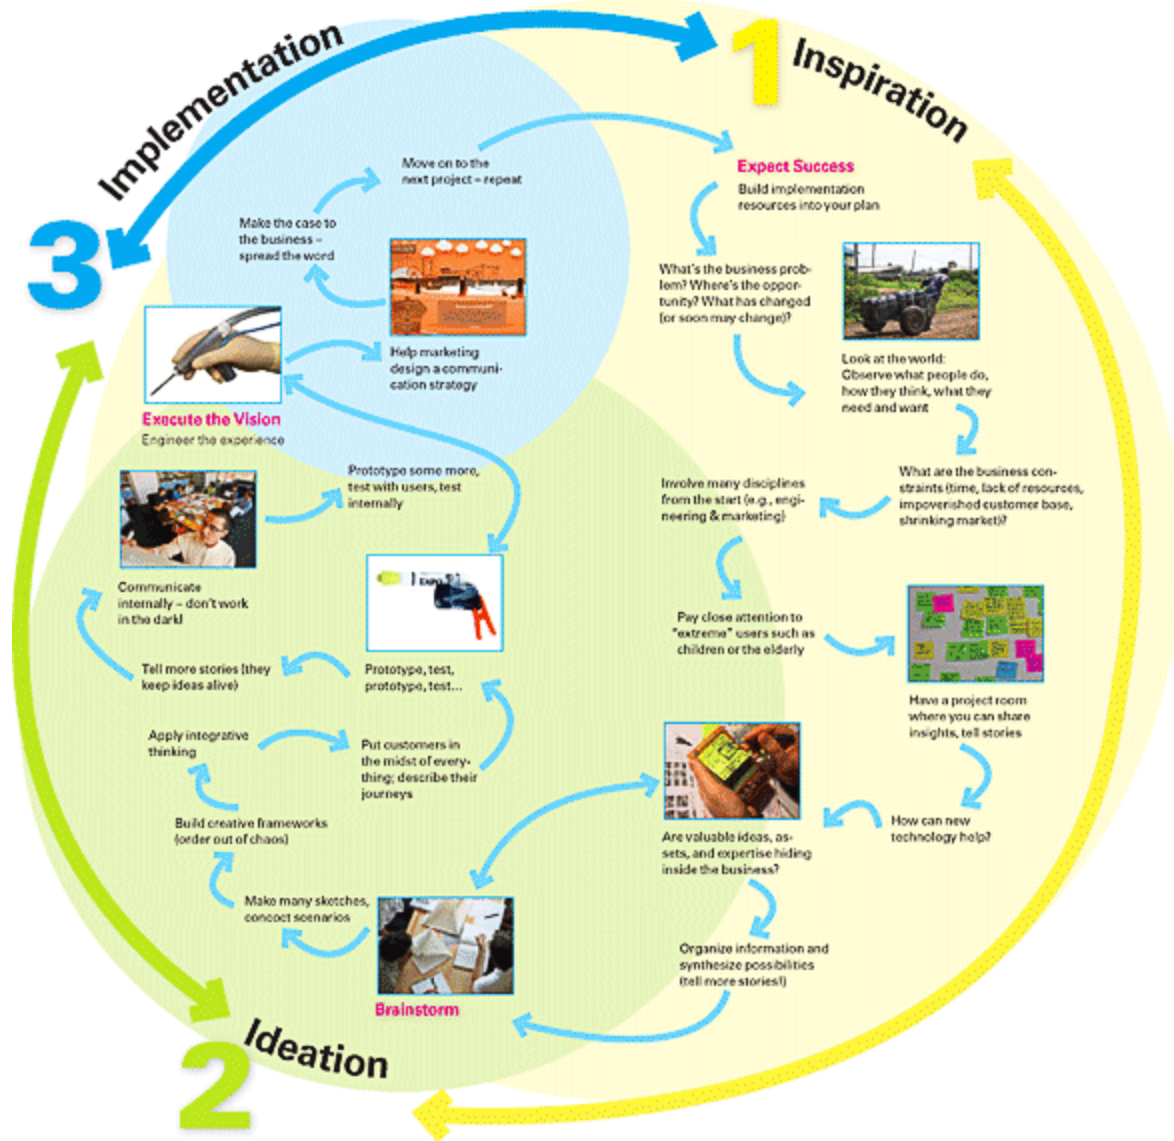 1
Inspiration
Expect Success
Build implementation
resources into your plan
What's the business prob-
lem? Where's the oppor-
tunity? What has changed
(or soon may change)?
Look at the world:
Observe what people do,
how they think, what they
need and want
What are the business con-
straints (time, lack of resources,
impoverished customer base,
shrinking market)?
Involve many disciplines
from the start (e.g., engi-
neering & marketing)
Pay close attention to
"extreme" users such as
children or the elderly
Have a project room
where you can share
insights, tell stories
How can new
technology help?
Are valuable ideas, as-
sets, and expertise hiding
inside the business?
Organize information and
synthesize possibilities
(tell more stories!)
2
Ideation
Brainstorm
Make many sketches,
concoct scenarios
Build creative frameworks
(order out of chaos)
Apply integrative
thinking
Put customers in
the midst of every-
thing; describe their
journeys
Prototype, test,
prototype, test...
Tell more stories (they
keep ideas alive)
Communicate
internally – don't work
in the dark!
Prototype some more,
test with users, test
internally
3
Implementation
Execute the Vision
Engineer the experience
Help marketing
design a communi-
cation strategy
Make the case to
the business –
spread the word
Move on to the
next project – repeat